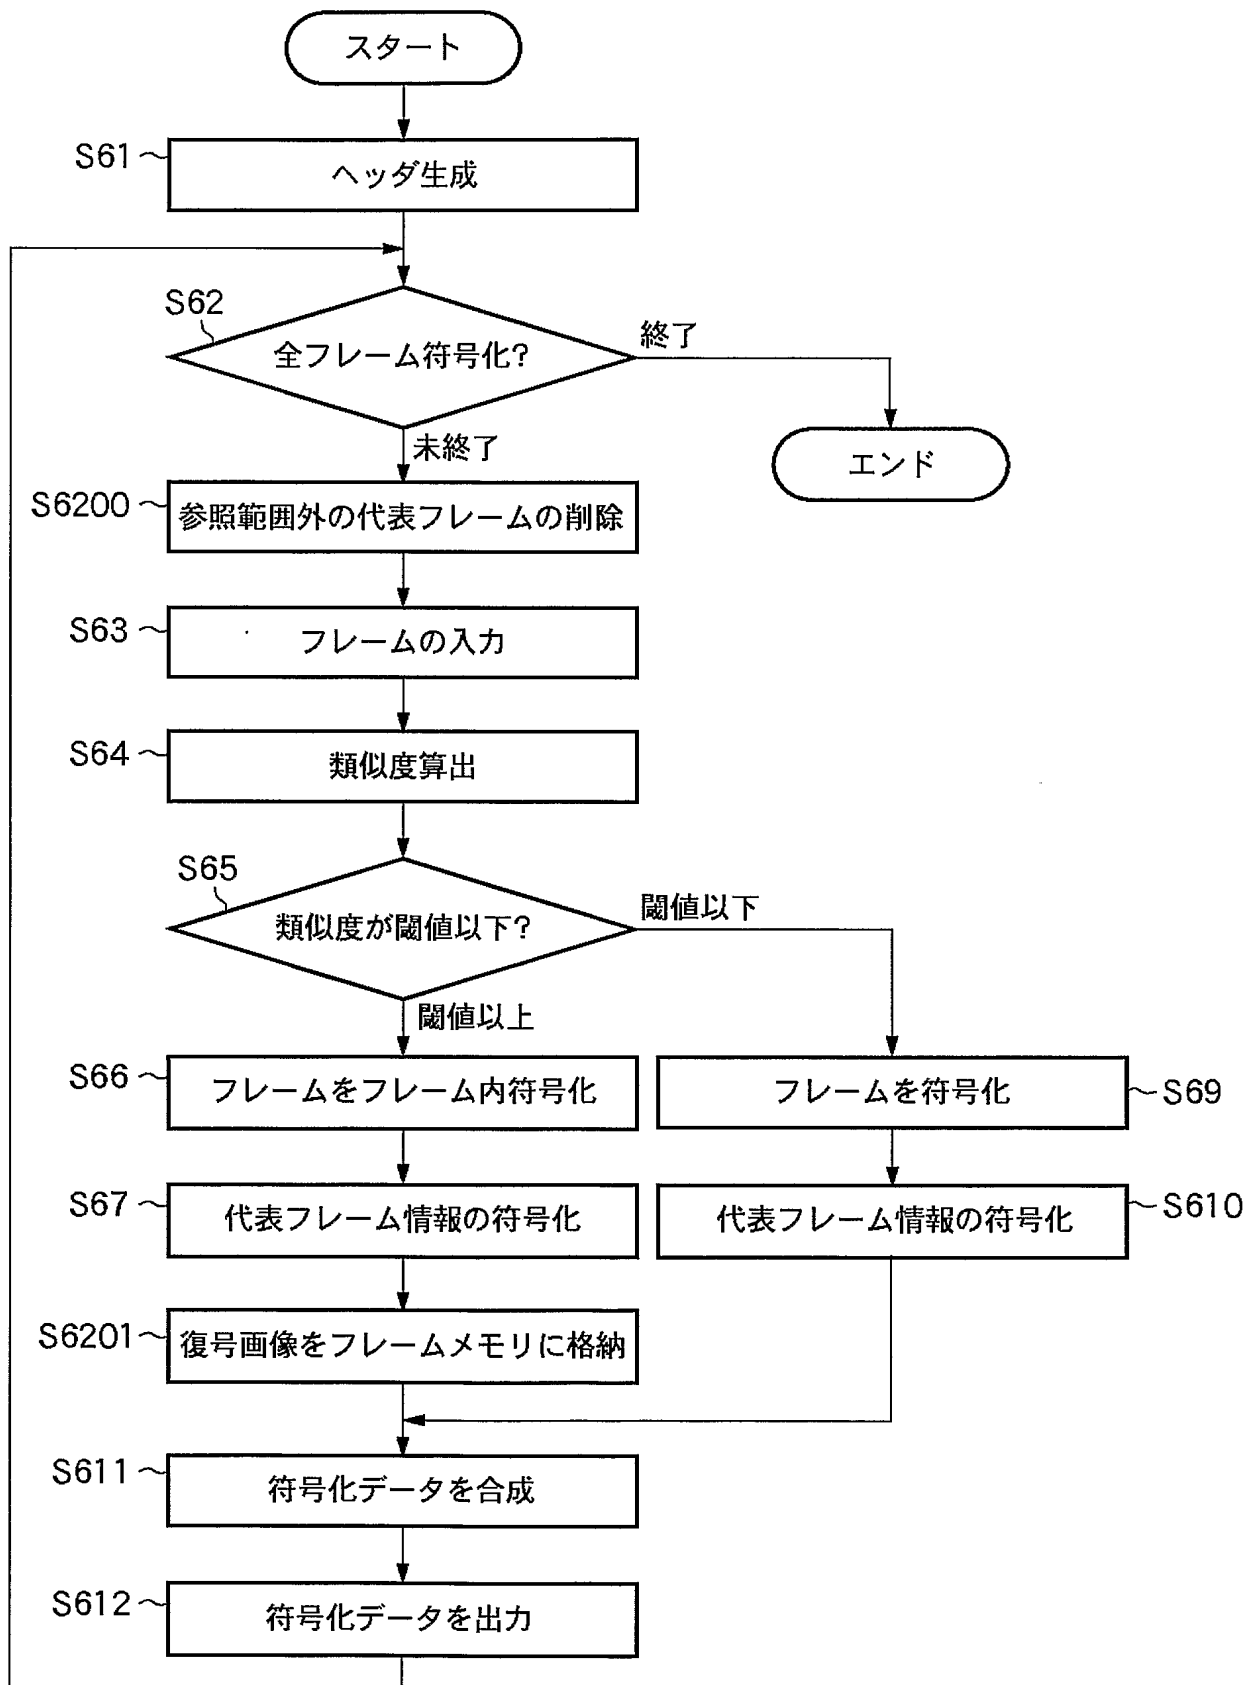 スタート
S61
ヘッダ生成
S62
全フレーム符号化?
終了
エンド
未終了
S6200
参照範囲外の代表フレームの削除
S63
フレームの入力
S64
類似度算出
S65
類似度が閾値以下?
閾値以下
閾値以上
S66
フレームをフレーム内符号化
フレームを符号化
S69
S67
代表フレーム情報の符号化
代表フレーム情報の符号化
S610
S6201
復号画像をフレームメモリに格納
S611
符号化データを合成
S612
符号化データを出力